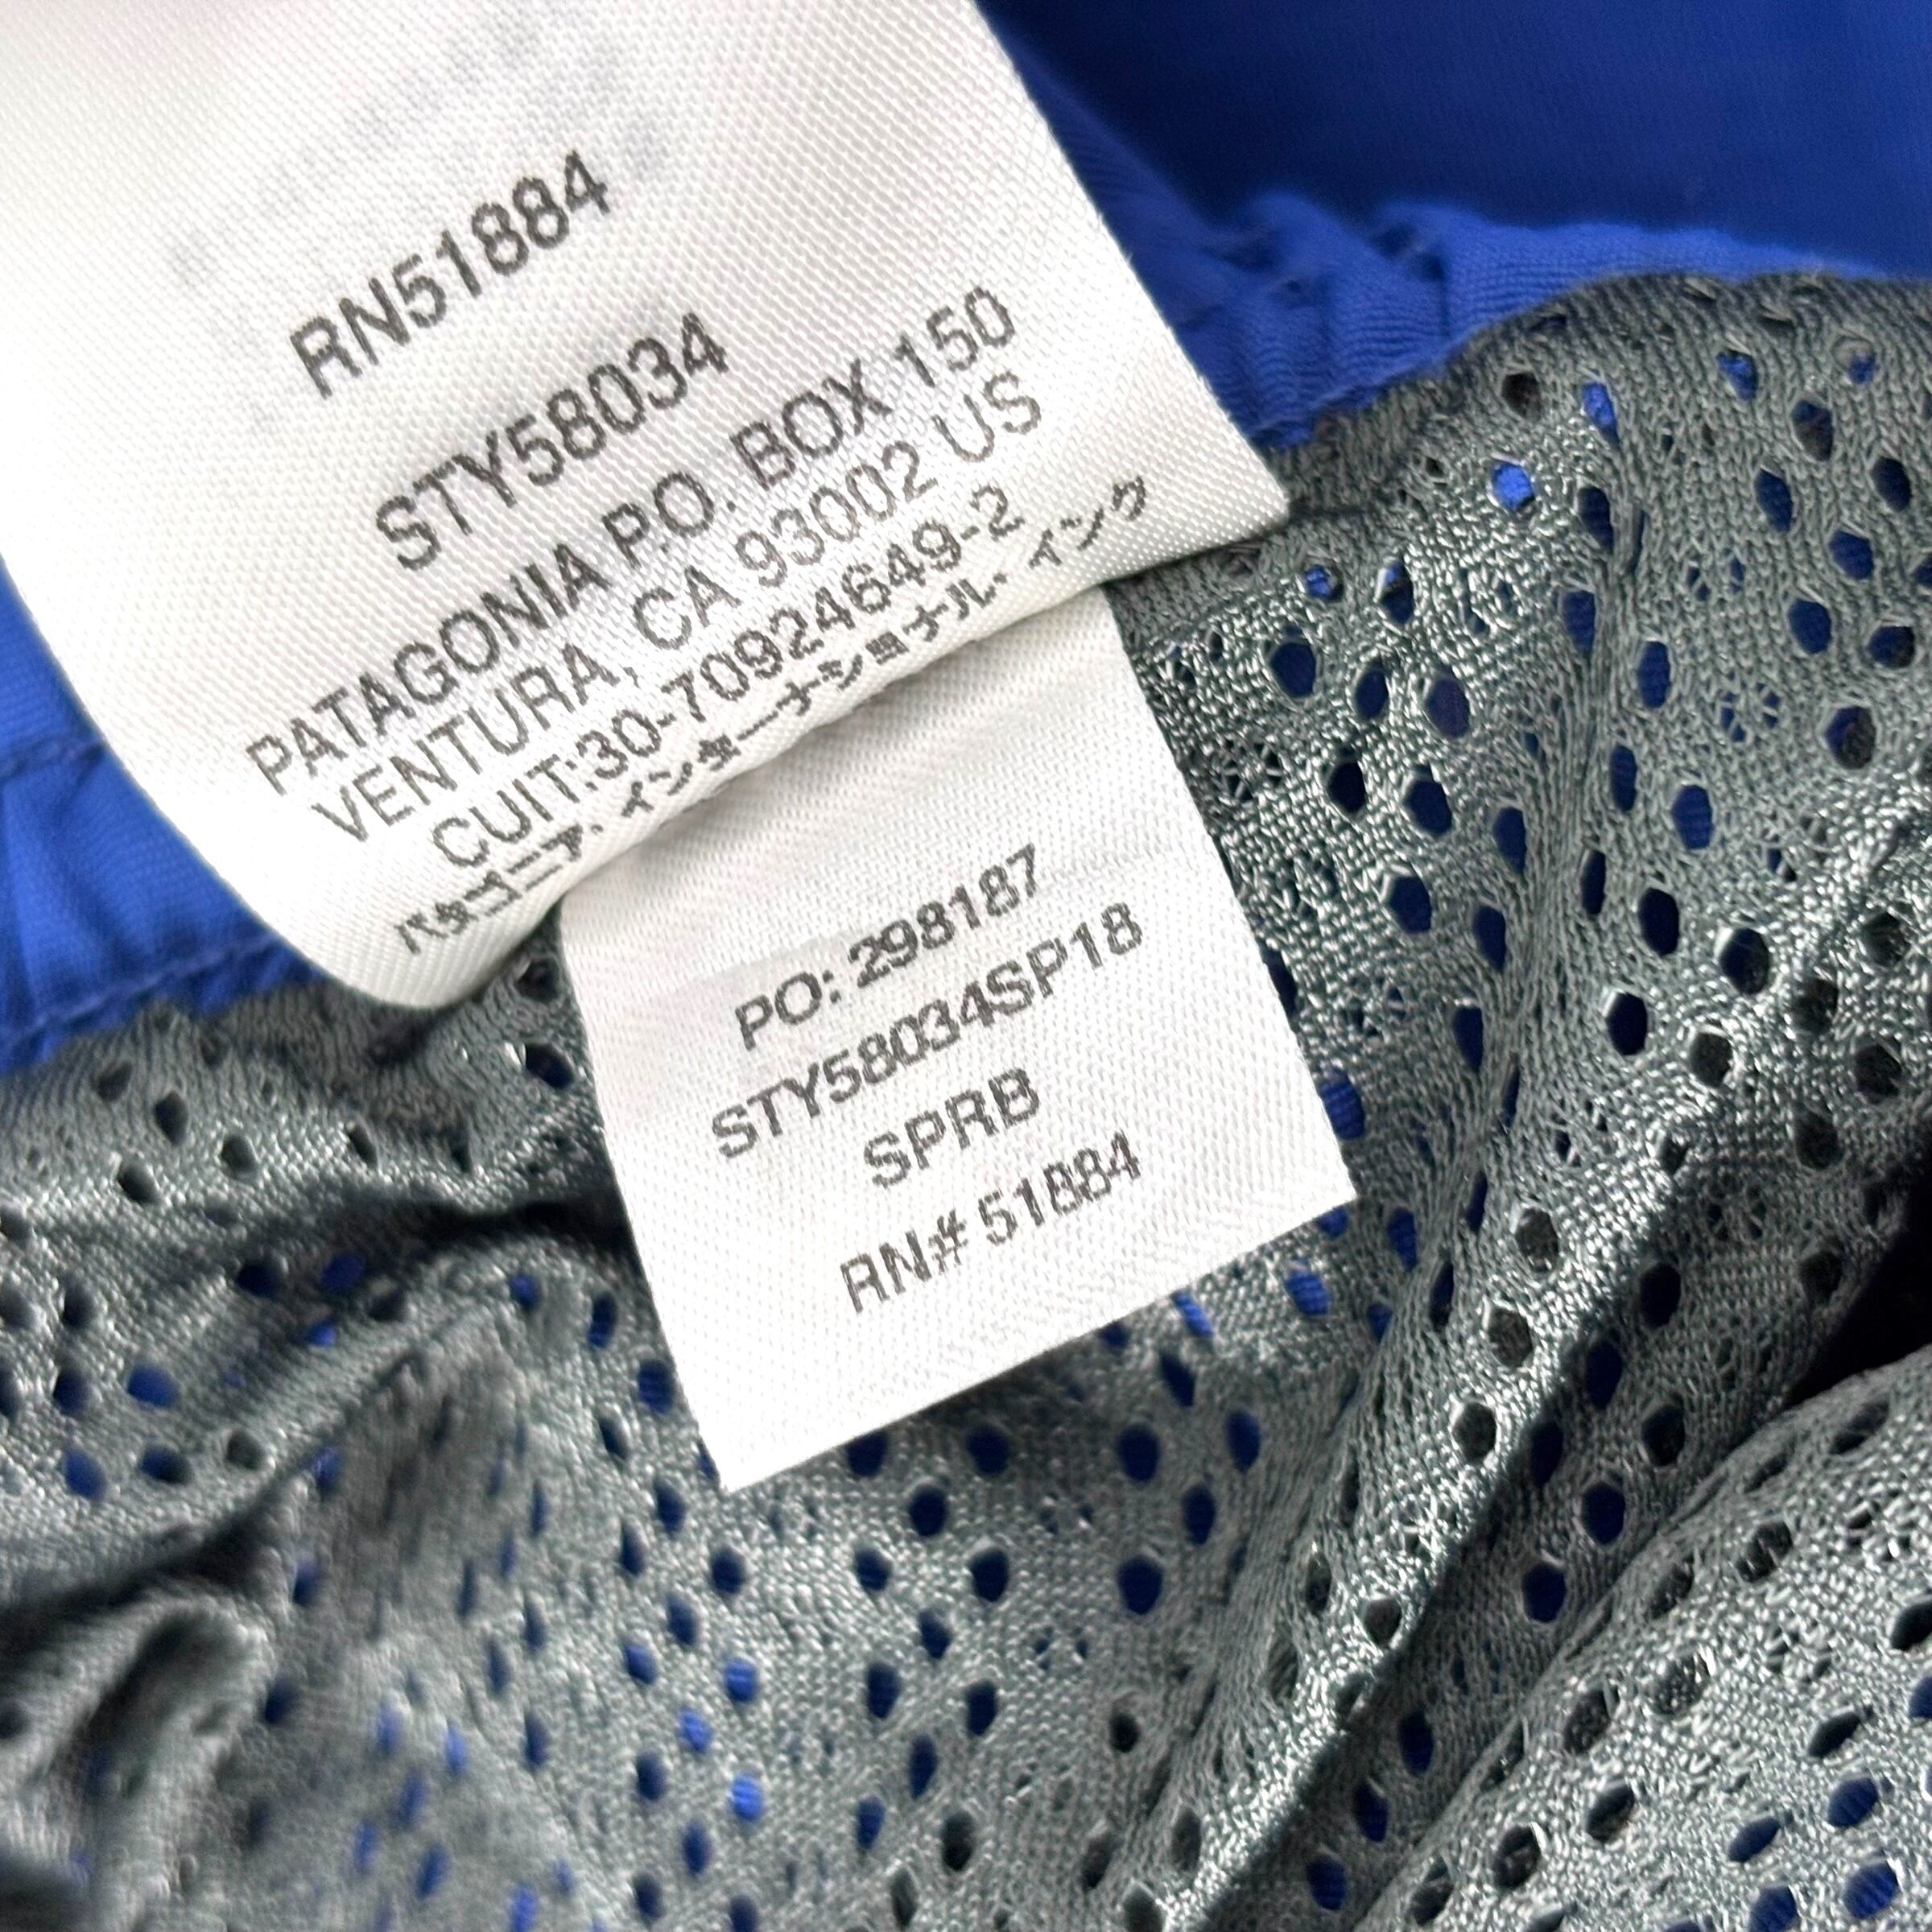 RN51884
STY58034
PATAGONIA P.O. BOX 150
VENTURA, CA 93002 US
CUIT:30-70924649-2
パタゴニア・インターナショナル・インク
PO: 298187
STY58034SP18
SPRB
RN# 51884